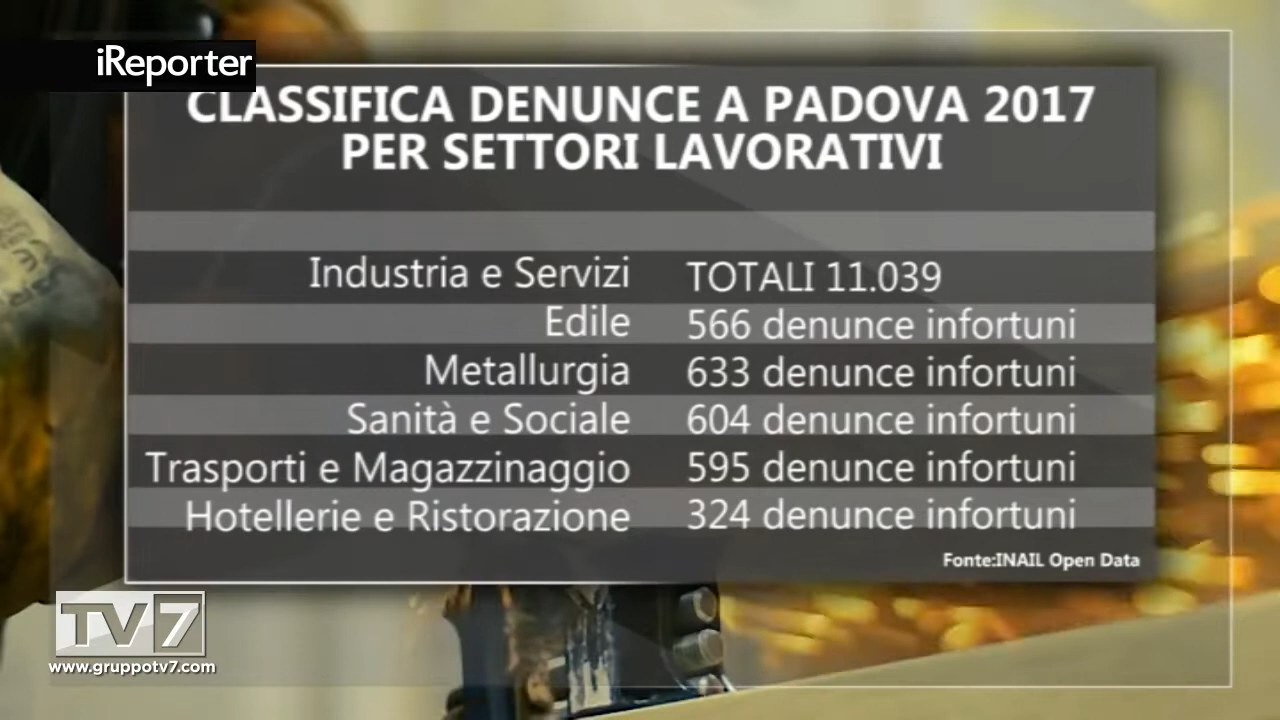 iReporter
CLASSIFICA DENUNCE A PADOVA 2017
PER SETTORI LAVORATIVI
Industria e Servizi TOTALI 11.039
Edile 566 denunce infortuni
Metallurgia 633 denunce infortuni
Sanità e Sociale 604 denunce infortuni
Trasporti e Magazzinaggio 595 denunce infortuni
Hotellerie e Ristorazione 324 denunce infortuni
Fonte:INAIL Open Data
TV7
www.gruppotv7.com